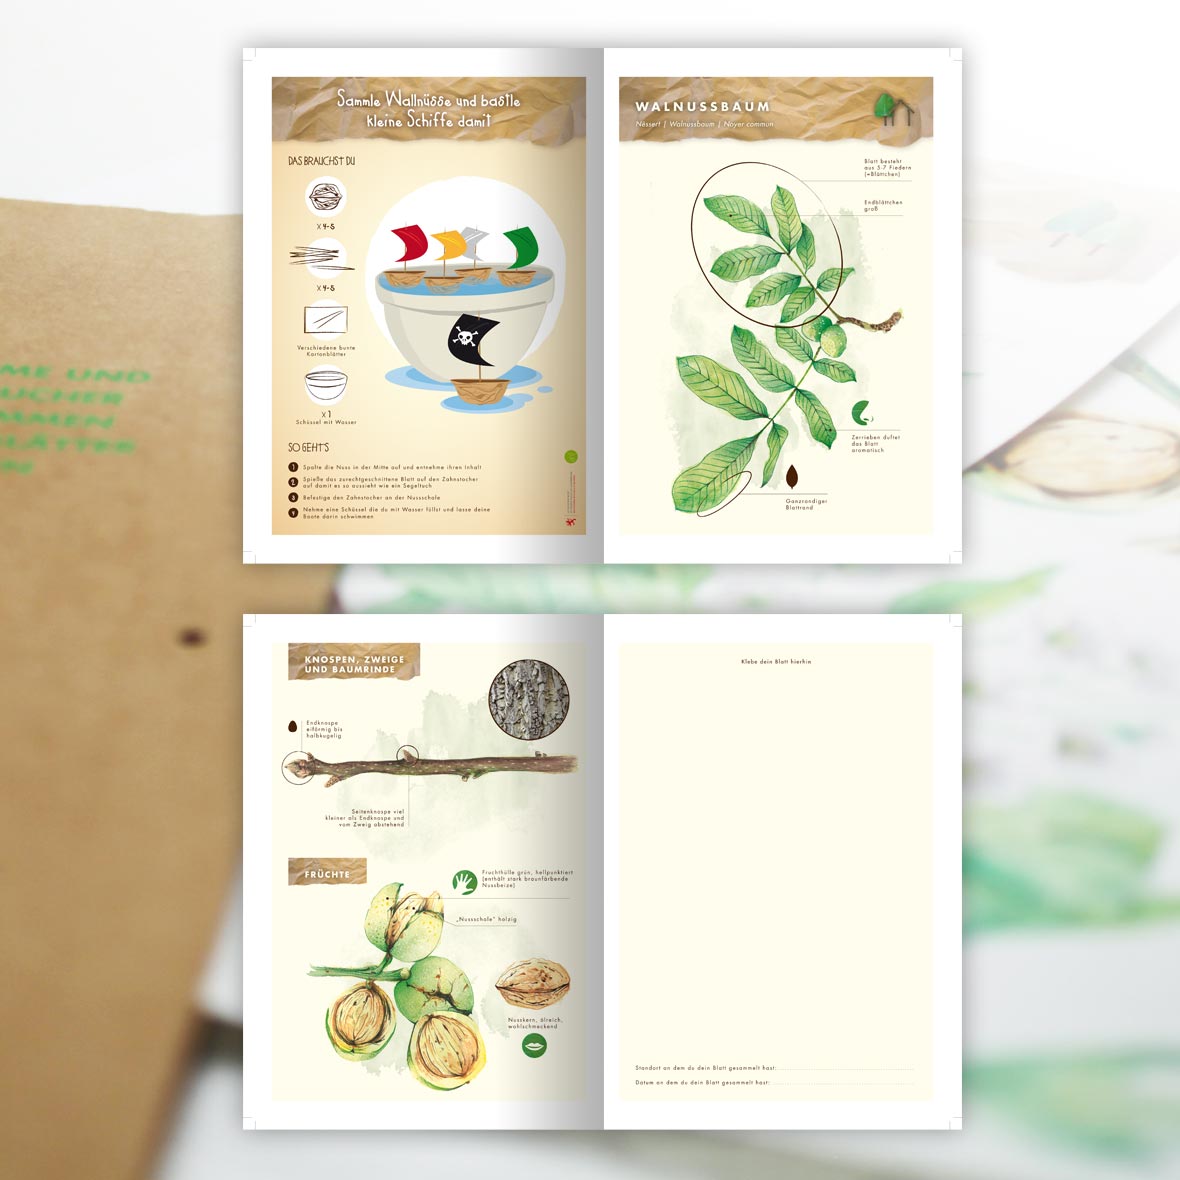 Sammle Wallnüsse und bastle
kleine Schiffe damit
DAS BRAUCHST DU
X 4-5
X 4-5
Verschiedene bunte
Kartonblätter
X 1
Schüssel mit Wasser
SO GEHT'S
1 Spalte die Nuss in der Mitte auf und entnehme ihren Inhalt
2 Spieße das zurechtgeschnittene Blatt auf den Zahnstocher
auf damit es so aussieht wie ein Segeltuch
3 Befestige den Zahnstocher an der Nussschale
4 Nehme eine Schüssel die du mit Wasser füllst und lasse deine
Boote darin schwimmen
WALNUSSBAUM
Nëssert | Walnussbaum | Noyer commun
Blatt besteht
aus 5-7 Fiedern
(=Blättchen)
Endblättchen
groß
Zerrieben duftet
das Blatt
aromatisch
Ganzrandiger
Blattrand
ME UND
UCHER
MMEN
LÄTTER
KNOSPEN, ZWEIGE
UND BAUMRINDE
Endknospe
eiförmig bis
halbkugelig
Seitenknospe viel
kleiner als Endknospe und
vom Zweig abstehend
FRÜCHTE
Fruchthülle grün, hellpunktiert
(enthält stark braunfärbende
Nussbeize)
„Nussschale" holzig
Nusskern, ölreich,
wohlschmeckend
Klebe dein Blatt hierhin
Standort an dem du dein Blatt gesammelt hast:
Datum an dem du dein Blatt gesammelt hast: